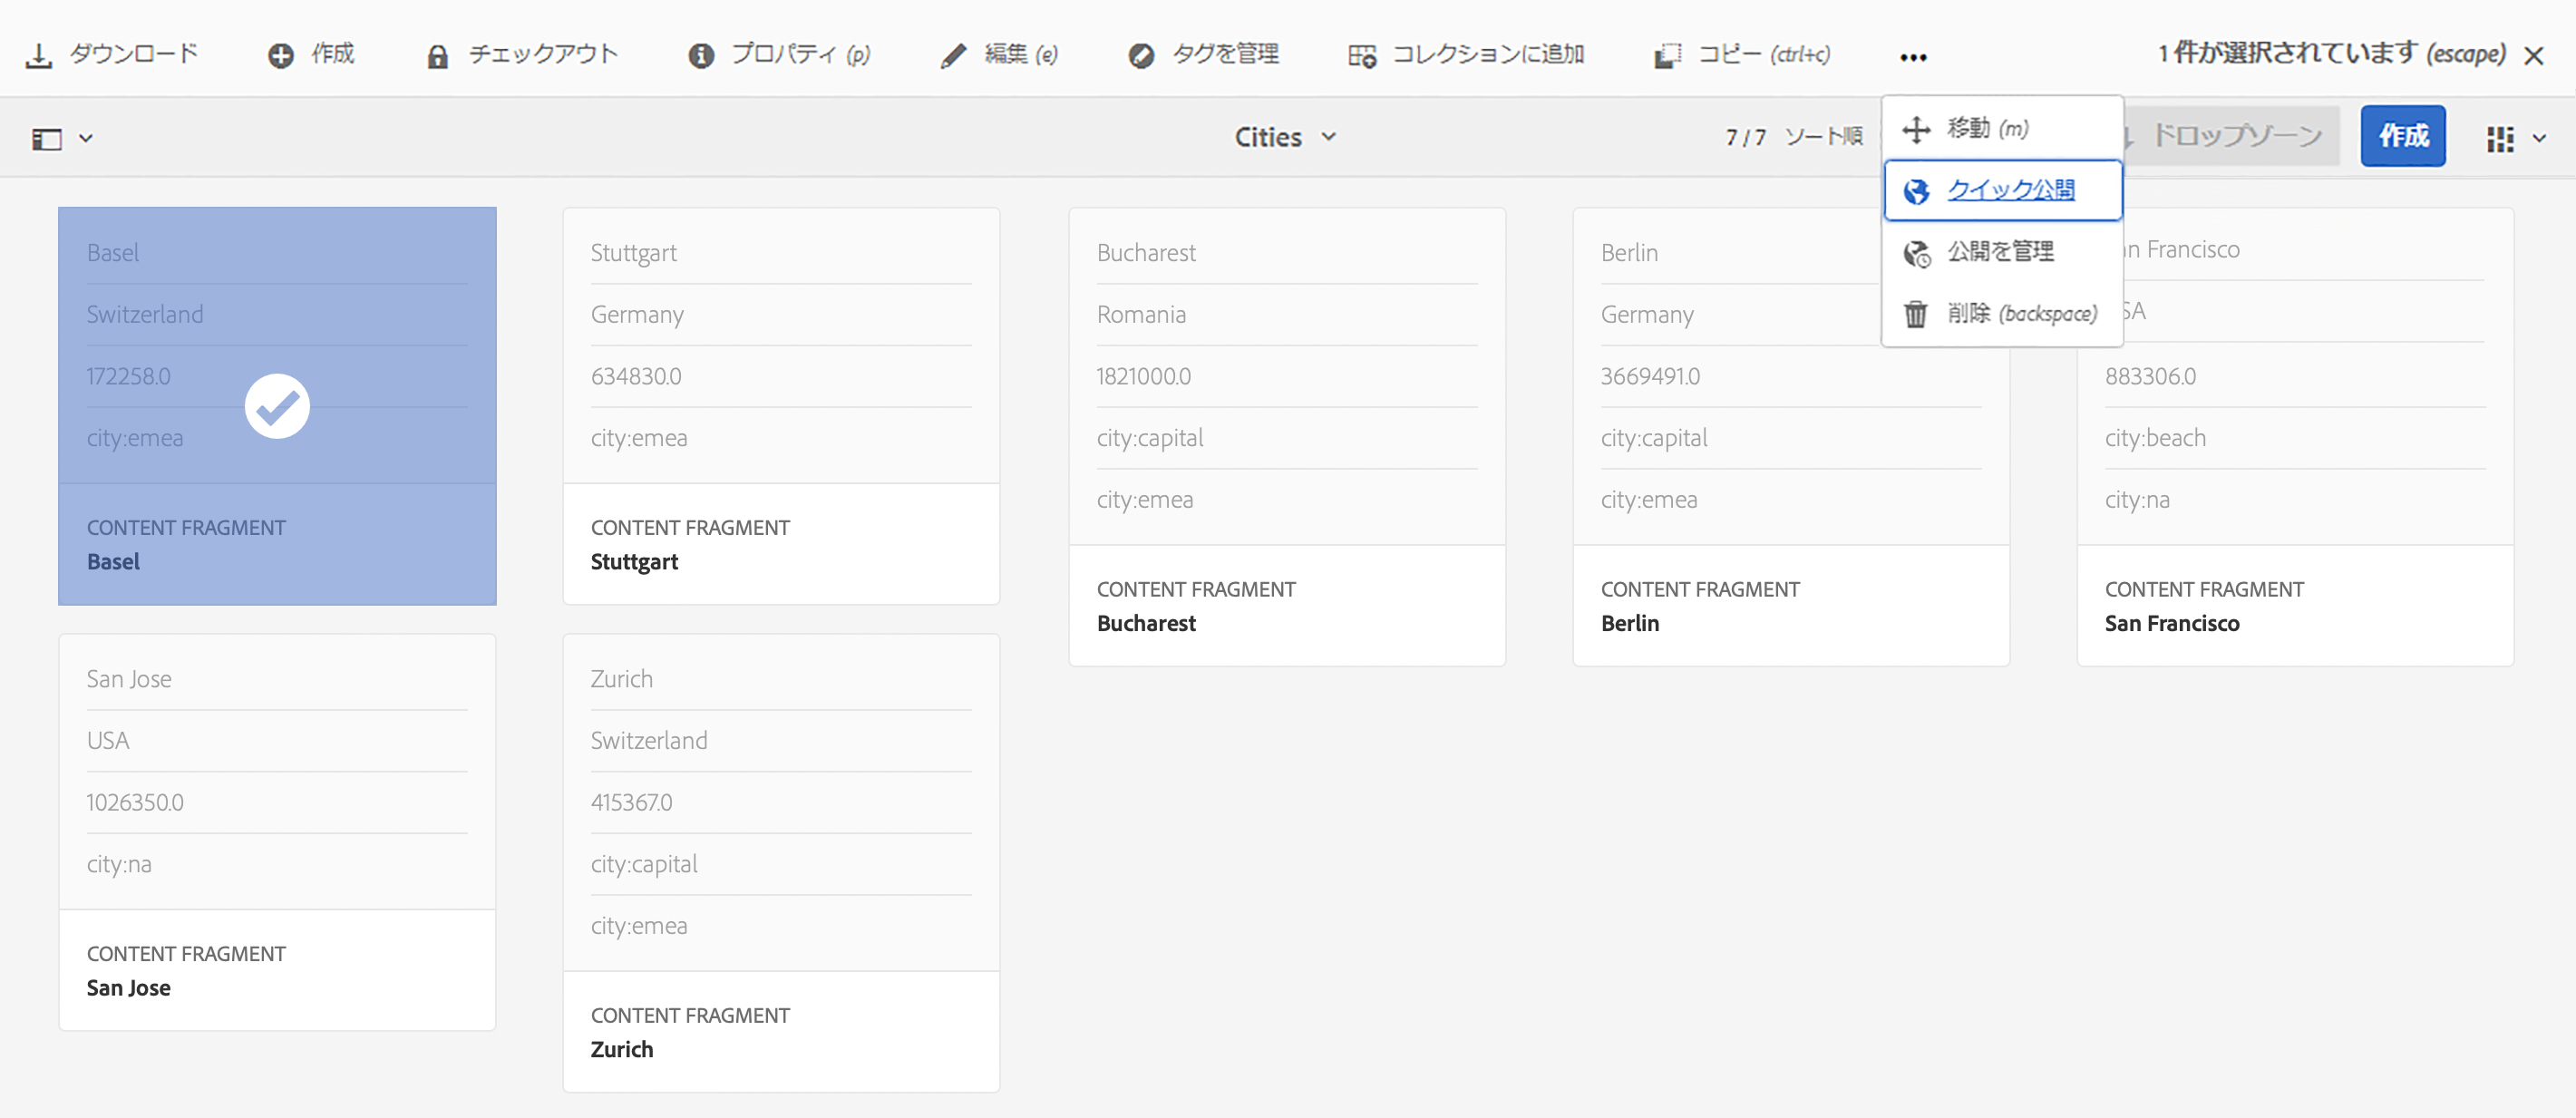 ダウンロード 作成 チェックアウト プロパティ (p) 編集 (e) タグを管理 コレクションに追加 コピー (ctrl+c) ••• 1 件が選択されています (escape)
Cities 7 / 7 ソート順 ドロップゾーン 作成
移動 (m)
クイック公開
公開を管理
削除 (backspace)
Basel
Switzerland
172258.0
city:emea
CONTENT FRAGMENT
Basel
Stuttgart
Germany
634830.0
city:emea
CONTENT FRAGMENT
Stuttgart
Bucharest
Romania
1821000.0
city:capital
city:emea
CONTENT FRAGMENT
Bucharest
Berlin
Germany
3669491.0
city:capital
city:emea
CONTENT FRAGMENT
Berlin
Francisco
883306.0
city:beach
city:na
CONTENT FRAGMENT
San Francisco
San Jose
USA
1026350.0
city:na
CONTENT FRAGMENT
San Jose
Zurich
Switzerland
415367.0
city:capital
city:emea
CONTENT FRAGMENT
Zurich